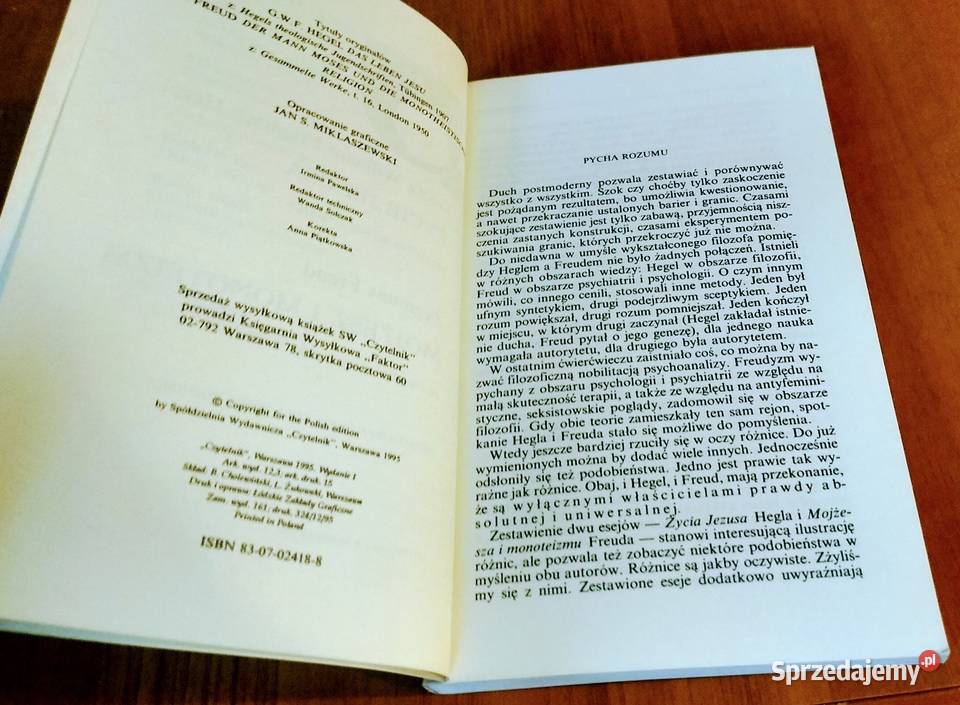 Tytuły oryginałów
G.W.F. HEGEL DAS LEBEN JESU
z: Hegels theologische Jugendschriften, Tübingen 1907
FREUD DER MANN MOSES UND DIE MONOTHEISTISCHE
RELIGION
z: Gesammelte Werke, t. 16, London 1950
Opracowanie graficzne
JAN S. MIKLASZEWSKI
Redaktor
Irmina Pawelska
Redaktor techniczny
Wanda Solczak
Korekta
Anna Piątkowska
Sprzedaż wysyłkową książek SW „Czytelnik"
prowadzi Księgarnia Wysyłkowa „Faktor"
02-792 Warszawa 78, skrytka pocztowa 60
© Copyright for the Polish edition
by Spółdzielnia Wydawnicza „Czytelnik", Warszawa 1995
„Czytelnik", Warszawa 1995. Wydanie I
Ark. wyd. 12,3; ark. druk. 15
Skład: B. Cholewiński, L. Żukowski, Warszawa
Druk i oprawa: Łódzkie Zakłady Graficzne
Zam. wyd. 161; druk. 324/12/95
Printed in Poland
ISBN 83-07-02418-8
PYCHA ROZUMU
Duch postmoderny pozwala zestawiać i porównywać
wszystko z wszystkim. Szok czy choćby tylko zaskoczenie
jest pożądanym rezultatem, bo umożliwia kwestionowanie,
a nawet przekraczanie ustalonych barier i granic. Czasami
szokujące zestawienie jest tylko zabawą, przyjemnością nisz-
czenia zastanych konstrukcji, czasami eksperymentem po-
szukiwania granic, których przekroczyć już nie można.
Do niedawna w umyśle wykształconego filozofa pomię-
dzy Heglem a Freudem nie było żadnych połączeń. Istnieli
w różnych obszarach wiedzy: Hegel w obszarze filozofii,
Freud w obszarze psychiatrii i psychologii. O czym innym
mówili, co innego cenili, stosowali inne metody. Jeden był
ufnym syntetykiem, drugi podejrzliwym sceptykiem. Jeden
rozum powiększał, drugi rozum pomniejszał. Jeden kończył
w miejscu, w którym drugi zaczynał (Hegel zakładał istnie-
nie ducha, Freud pytał o jego genezę), dla jednego nauka
wymagała autorytetu, dla drugiego była autorytetem.
W ostatnim ćwierćwieczu zaistniało coś, co można by na-
zwać filozoficzną nobilitacją psychoanalizy. Freudyzm wy-
pychany z obszaru psychologii i psychiatrii ze względu na
małą skuteczność terapii, a także ze względu na antyfemini-
styczne, seksistowskie poglądy, zadomowił się w obszarze
filozofii. Gdy obie teorie zamieszkały ten sam rejon, spot-
kanie Hegla i Freuda stało się możliwe do pomyślenia.
Wtedy jeszcze bardziej rzuciły się w oczy różnice. Do już
wymienionych można by dodać wiele innych. Jednocześnie
odsłoniły się też podobieństwa. Jedno jest prawie tak wy-
raźne jak różnice. Obaj, i Hegel, i Freud, mają przekonanie,
że są wyłącznymi właścicielami prawdy ab-
solutnej i uniwersalnej.
Zestawienie dwu esejów — Życia Jezusa Hegla i Mojże-
sza i monoteizmu Freuda — stanowi interesującą ilustrację
różnic, ale pozwala też zobaczyć niektóre podobieństwa w
myśleniu obu autorów. Różnice są jakby oczywiste. Zżyliś-
my się z nimi. Zestawione eseje dodatkowo uwyraźniają
Sprzedajemy.pl